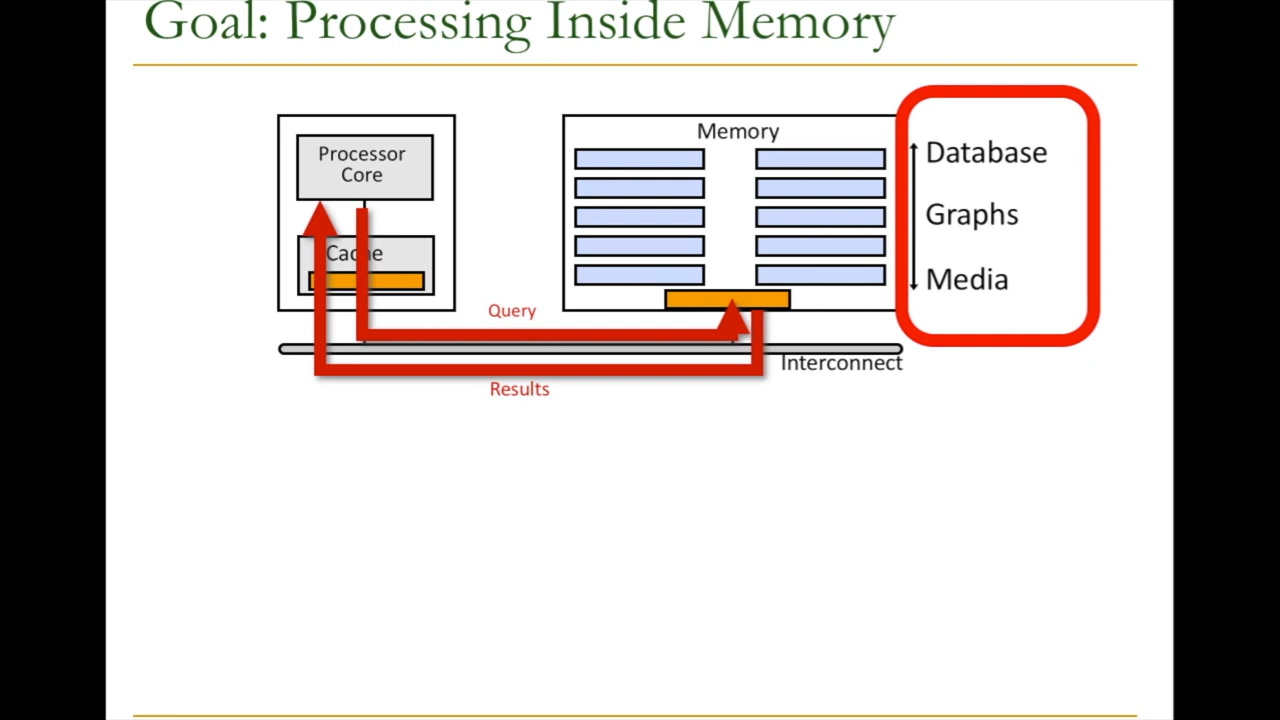 Goal: Processing Inside Memory
Processor
Core
Cache
Memory
Database
Graphs
Media
Query
Interconnect
Results